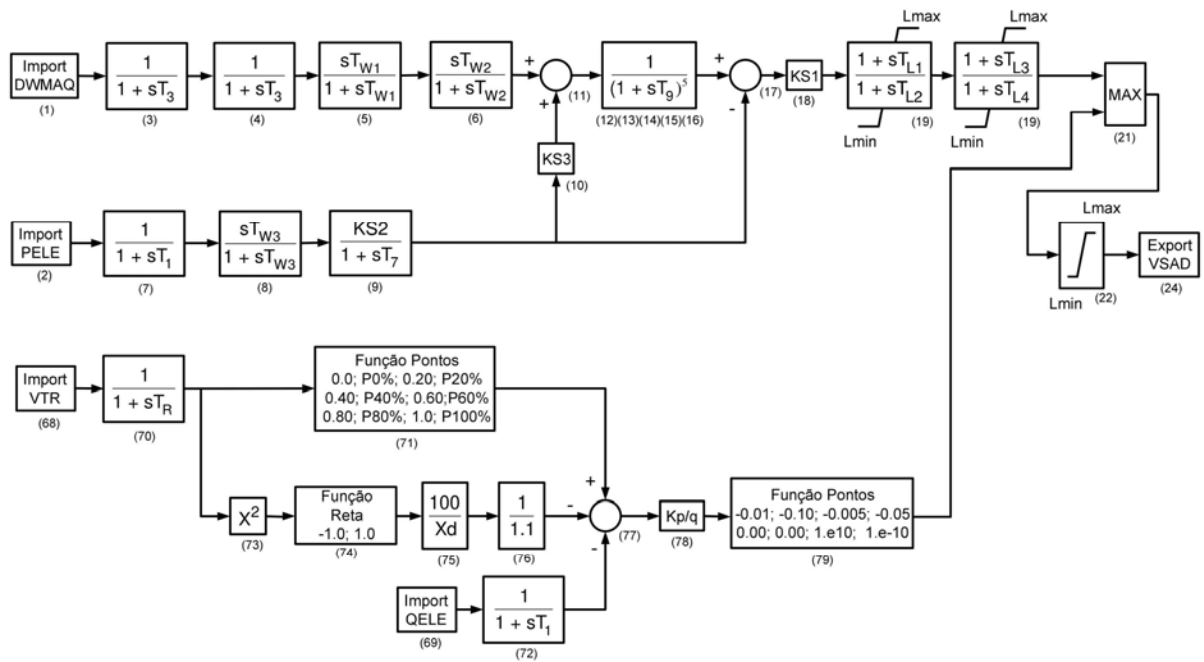 Import
DWMAQ
(1)
1
1 + sT3
(3)
1
1 + sT3
(4)
sTW1
1 + sTW1
(5)
sTW2
1 + sTW2
(6)
+
+
(11)
1
(1 + sT9)^5
(12)(13)(14)(15)(16)
+
-
(17)
KS1
(18)
Lmax
1 + sTL1
1 + sTL2
Lmin
(19)
Lmax
1 + sTL3
1 + sTL4
Lmin
(19)
MAX
(21)
KS3
(10)
Import
PELE
(2)
1
1 + sT1
(7)
sTW3
1 + sTW3
(8)
KS2
1 + sT7
(9)
Lmax
Lmin
(22)
Export
VSAD
(24)
Import
VTR
(68)
1
1 + sTR
(70)
Função Pontos
0.0; P0%; 0.20; P20%
0.40; P40%; 0.60;P60%
0.80; P80%; 1.0; P100%
(71)
X²
(73)
Função
Reta
-1.0; 1.0
(74)
100
Xd
(75)
1
1.1
(76)
+
-
-
(77)
Kp/q
(78)
Função Pontos
-0.01; -0.10; -0.005; -0.05
0.00; 0.00; 1.e10; 1.e-10
(79)
Import
QELE
(69)
1
1 + sT1
(72)